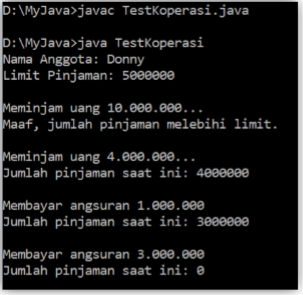 D:\MyJava>javac TestKoperasi.java
D:\MyJava>java TestKoperasi
Nama Anggota: Donny
Limit Pinjaman: 5000000
Meminjam uang 10.000.000...
Maaf, jumlah pinjaman melebihi limit.
Meminjam uang 4.000.000...
Jumlah pinjaman saat ini: 4000000
Membayar angsuran 1.000.000
Jumlah pinjaman saat ini: 3000000
Membayar angsuran 3.000.000
Jumlah pinjaman saat ini: 0